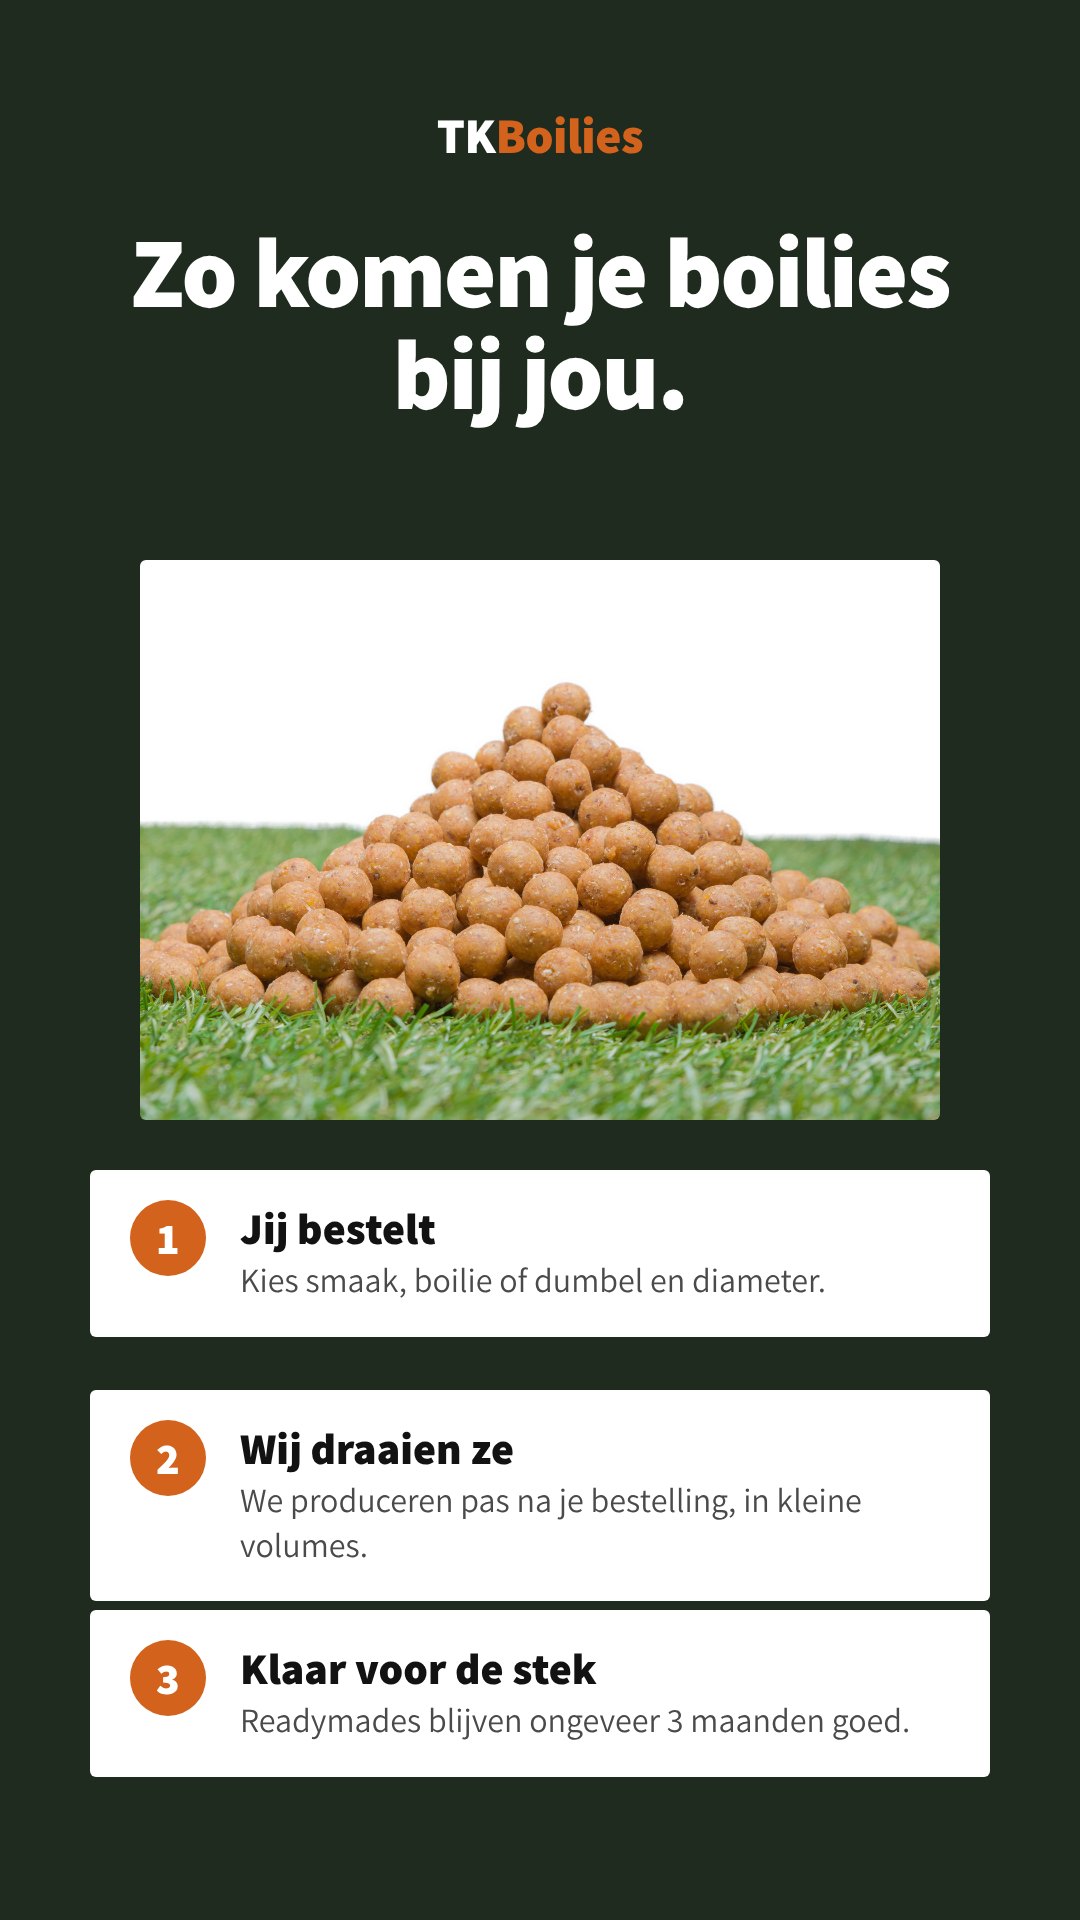 TKBoilies
Zo komen je boilies
bij jou.
1
Jij bestelt
Kies smaak, boilie of dumbel en diameter.
2
Wij draaien ze
We produceren pas na je bestelling, in kleine
volumes.
3
Klaar voor de stek
Readymades blijven ongeveer 3 maanden goed.